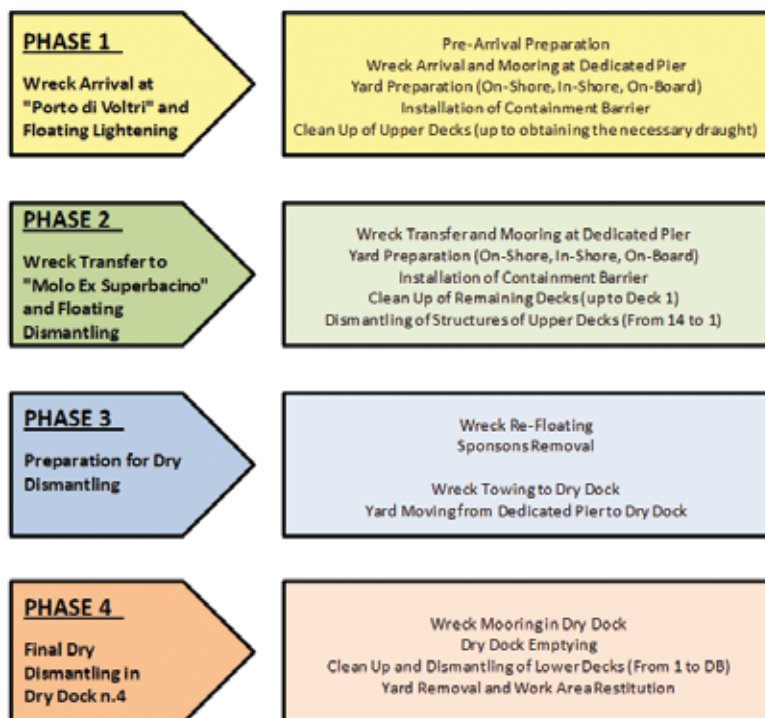 PHASE 1
Wreck Arrival at
"Porto di Voltri" and
Floating Lightening
Pre-Arrival Preparation
Wreck Arrival and Mooring at Dedicated Pier
Yard Preparation (On-Shore, In-Shore, On-Board)
Installation of Containment Barrier
Clean Up of Upper Decks (up to obtaining the necessary draught)
PHASE 2
Wreck Transfer to
"Molo Ex Superbacino"
and Floating
Dismantling
Wreck Transfer and Mooring at Dedicated Pier
Yard Preparation (On-Shore, In-Shore, On-Board)
Installation of Containment Barrier
Clean Up of Remaining Decks (up to Deck 1)
Dismantling of Structures of Upper Decks (From 14 to 1)
PHASE 3
Preparation for Dry
Dismantling
Wreck Re-Floating
Sponsons Removal
Wreck Towing to Dry Dock
Yard Moving from Dedicated Pier to Dry Dock
PHASE 4
Final Dry
Dismantling in
Dry Dock n.4
Wreck Mooring in Dry Dock
Dry Dock Emptying
Clean Up and Dismantling of Lower Decks (From 1 to DB)
Yard Removal and Work Area Restitution